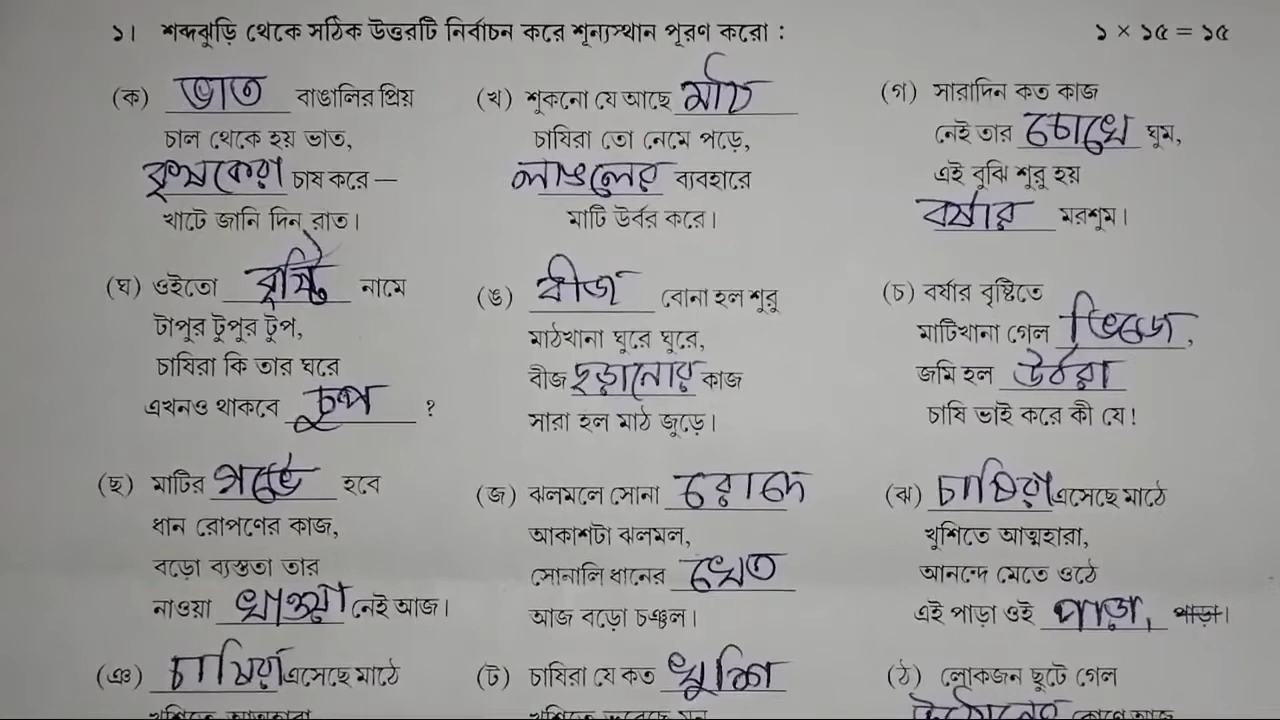 ১। শব্দঝুড়ি থেকে সঠিক উত্তরটি নির্বাচন করে শূন্যস্থান পূরণ করো : ১ × ১৫ = ১৫
(ক) ভাত বাঙালির প্রিয়
চাল থেকে হয় ভাত,
কৃষকেরা চাষ করে —
খাটে জানি দিন রাত।
(খ) শুকনো যে আছে মাঠ
চাষিরা তো নেমে পড়ে,
লাঙলের ব্যবহারে
মাটি উর্বর করে।
(গ) সারাদিন কত কাজ
নেই তার চোখে ঘুম,
এই বুঝি শুরু হয়
বর্ষার মরশুম।
(ঘ) ওইতো বৃষ্টি নামে
টাপুর টুপুর টুপ,
চাষিরা কি তার ঘরে
এখনও থাকবে চুপ ?
(ঙ) বীজ বোনা হল শুরু
মাঠখানা ঘুরে ঘুরে,
বীজ ছড়ানোর কাজ
সারা হল মাঠ জুড়ে।
(চ) বর্ষার বৃষ্টিতে
মাটিখানা গেল ভিজে,
জমি হল উর্বরা
চাষি ভাই করে কী যে!
(ছ) মাটির গর্ভে হবে
ধান রোপণের কাজ,
বড়ো ব্যস্ততা তার
নাওয়া খাওয়া নেই আজ।
(জ) ঝলমলে সোনা রোদে
আকাশটা ঝলমল,
সোনালি ধানের খেত
আজ বড়ো চঞ্চল।
(ঝ) চাষিরা এসেছে মাঠে
খুশিতে আত্মহারা,
আনন্দে মেতে ওঠে
এই পাড়া ওই পাড়া, পাড়া।
(ঞ) চাষিরা এসেছে মাঠে
খুশিতে আত্মহারা
(ট) চাষিরা যে কত খুশি
(ঠ) লোকজন ছুটে গেল